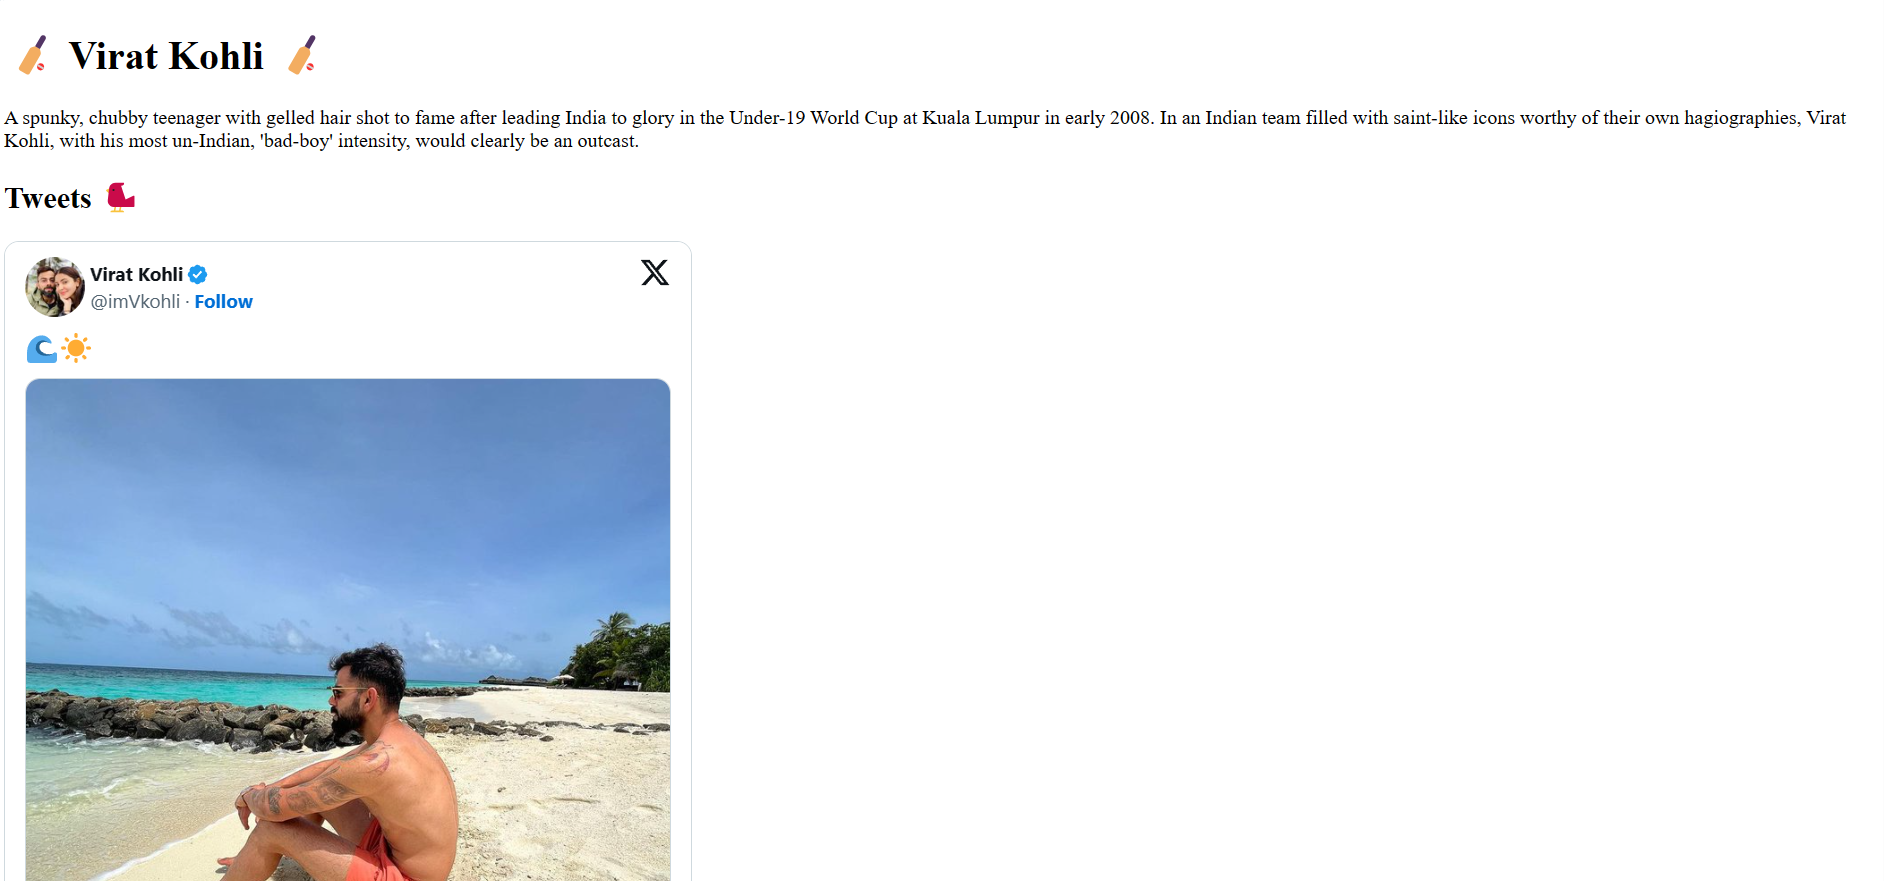 Virat Kohli
A spunky, chubby teenager with gelled hair shot to fame after leading India to glory in the Under-19 World Cup at Kuala Lumpur in early 2008. In an Indian team filled with saint-like icons worthy of their own hagiographies, Virat
Kohli, with his most un-Indian, 'bad-boy' intensity, would clearly be an outcast.
Tweets
Virat Kohli
@imVkohli · Follow